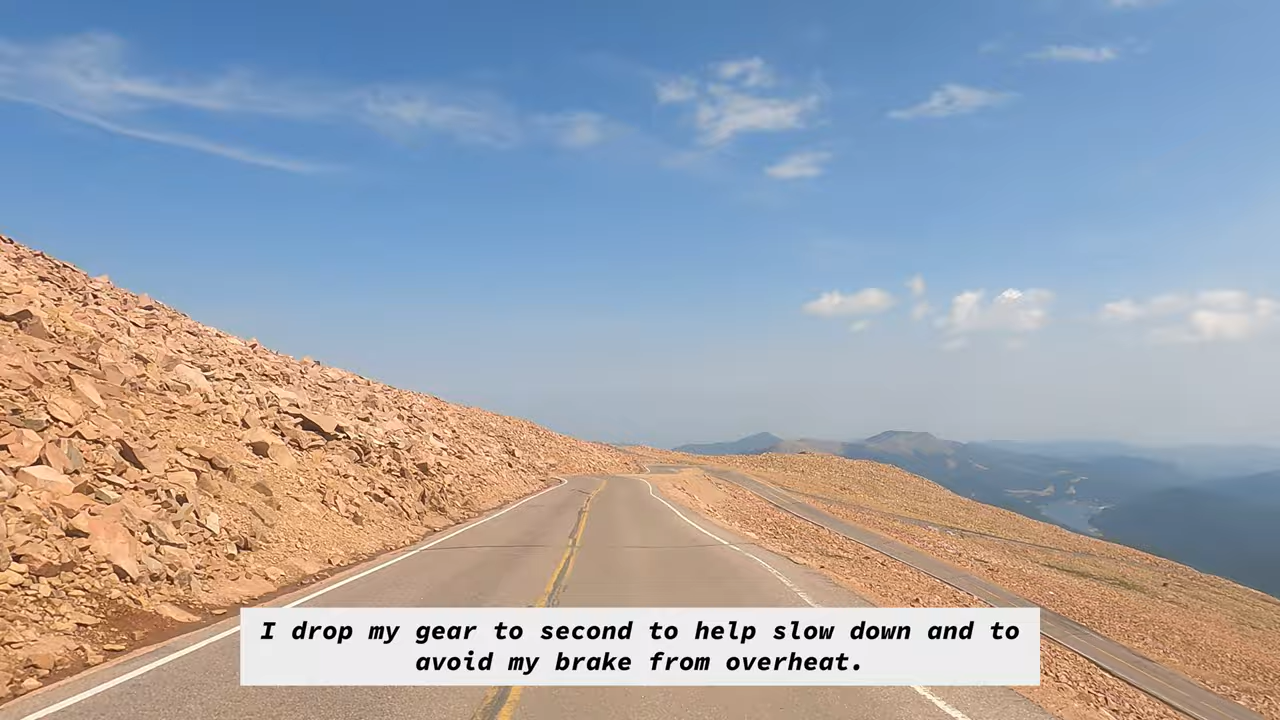 I drop my gear to second to help slow down and to
avoid my brake from overheat.